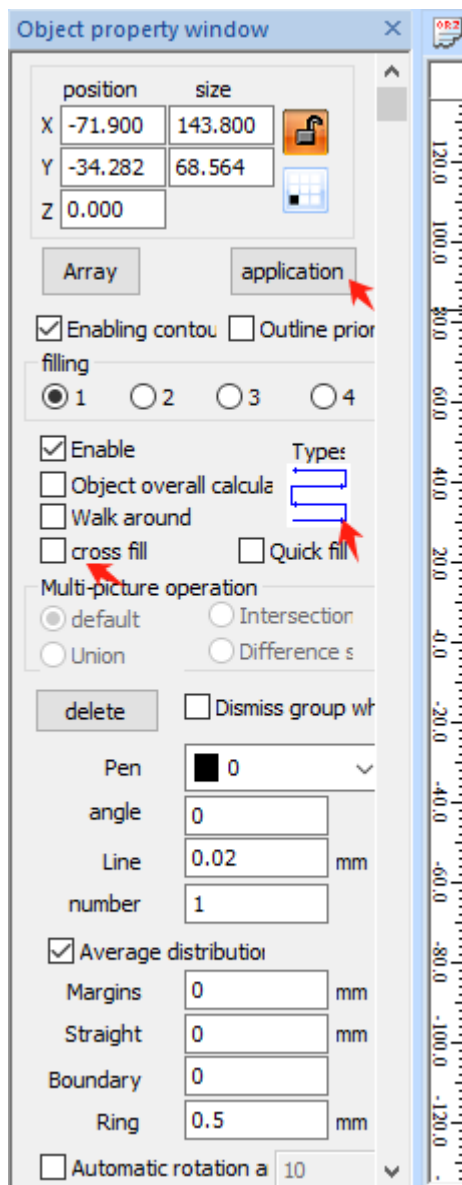 Object property window
ORZ
position size
X -71.900 143.800
Y -34.282 68.564
Z 0.000
Array application
Enabling contou Outline prior
filling
1 2 3 4
Enable Types
Object overall calcula
Walk around
cross fill Quick fill
Multi-picture operation
default Intersection
Union Difference s
delete Dismiss group wh
Pen 0
angle 0
Line 0.02 mm
number 1
Average distribution
Margins 0 mm
Straight 0 mm
Boundary 0
Ring 0.5 mm
Automatic rotation a 10
120.0
100.0
80.0
60.0
40.0
20.0
-0.0
-20.0
-40.0
-60.0
-80.0
-100.0
-120.0